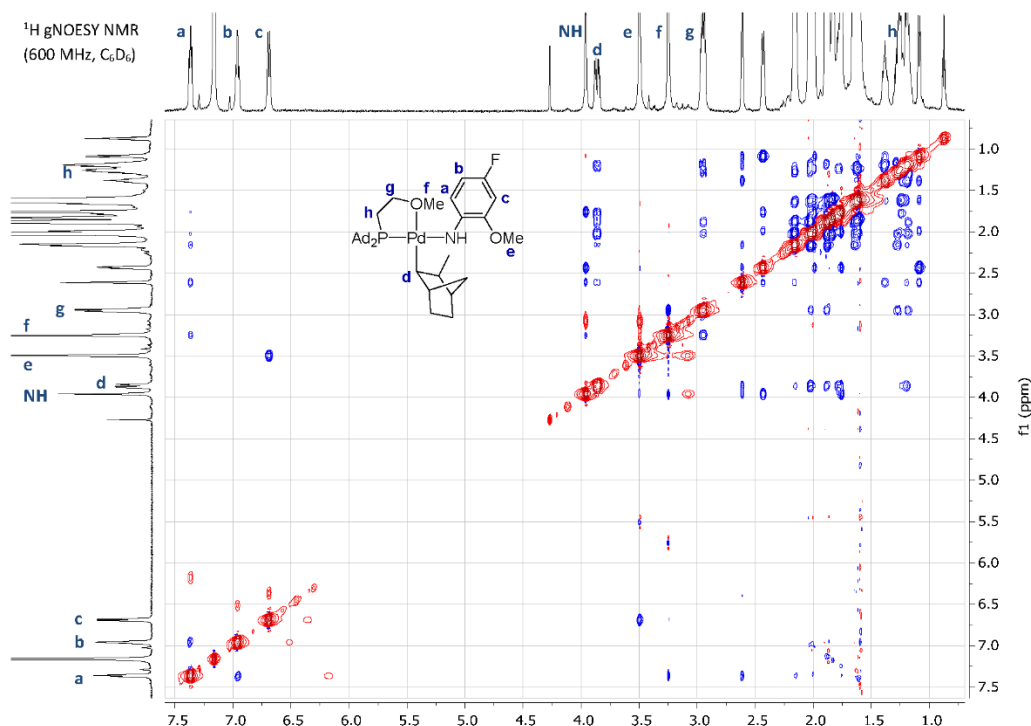 ¹H gNOESY NMR
(600 MHz, C₆D₆)
a
b
c
NH
d
e
f
g
h
h
g
f
e
d
NH
c
b
a
F
b
c
g
f
a
h
OMe
OMe
e
Ad₂P
Pd
NH
d
1.0
1.5
2.0
2.5
3.0
3.5
4.0
4.5
5.0
5.5
6.0
6.5
7.0
7.5
f1 (ppm)
7.5 7.0 6.5 6.0 5.5 5.0 4.5 4.0 3.5 3.0 2.5 2.0 1.5 1.0